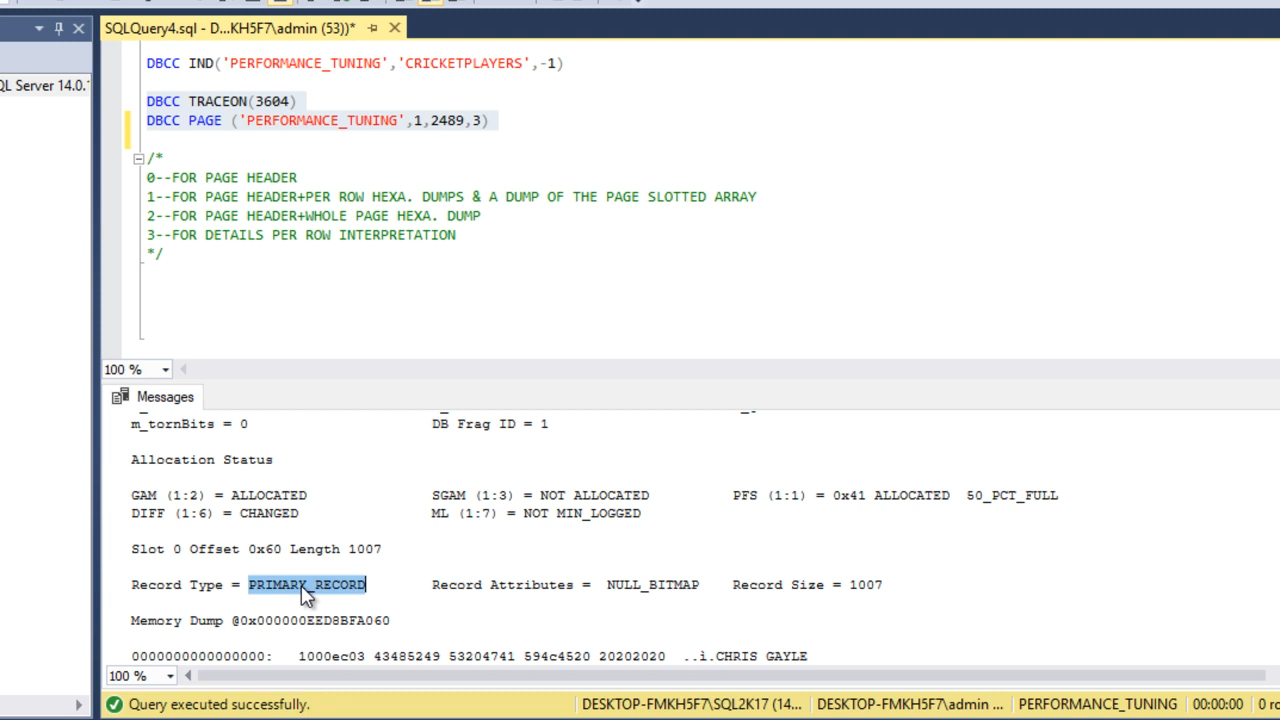 SQLQuery4.sql - D...KH5F7\admin (53))*
QL Server 14.0.
DBCC IND('PERFORMANCE_TUNING','CRICKETPLAYERS',-1)
DBCC TRACEON(3604)
DBCC PAGE ('PERFORMANCE_TUNING',1,2489,3)
/*
0--FOR PAGE HEADER
1--FOR PAGE HEADER+PER ROW HEXA. DUMPS & A DUMP OF THE PAGE SLOTTED ARRAY
2--FOR PAGE HEADER+WHOLE PAGE HEXA. DUMP
3--FOR DETAILS PER ROW INTERPRETATION
*/
100 %
Messages
m_tornBits = 0 DB Frag ID = 1
Allocation Status
GAM (1:2) = ALLOCATED SGAM (1:3) = NOT ALLOCATED PFS (1:1) = 0x41 ALLOCATED 50_PCT_FULL
DIFF (1:6) = CHANGED ML (1:7) = NOT MIN_LOGGED
Slot 0 Offset 0x60 Length 1007
Record Type = PRIMARY_RECORD Record Attributes = NULL_BITMAP Record Size = 1007
Memory Dump @0x000000EED8BFA060
0000000000000000: 1000ec03 43485249 53204741 594c4520 20202020 ..ì.CHRIS GAYLE
100 %
Query executed successfully. DESKTOP-FMKH5F7\SQL2K17 (14... DESKTOP-FMKH5F7\admin ... PERFORMANCE_TUNING 00:00:00 0 ro